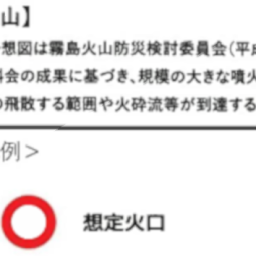 山】
想図は霧島火山防災検討委員会(平成
会の成果に基づき、規模の大きな噴火
飛散する範囲や火砕流等が到達する
例>
想定火口